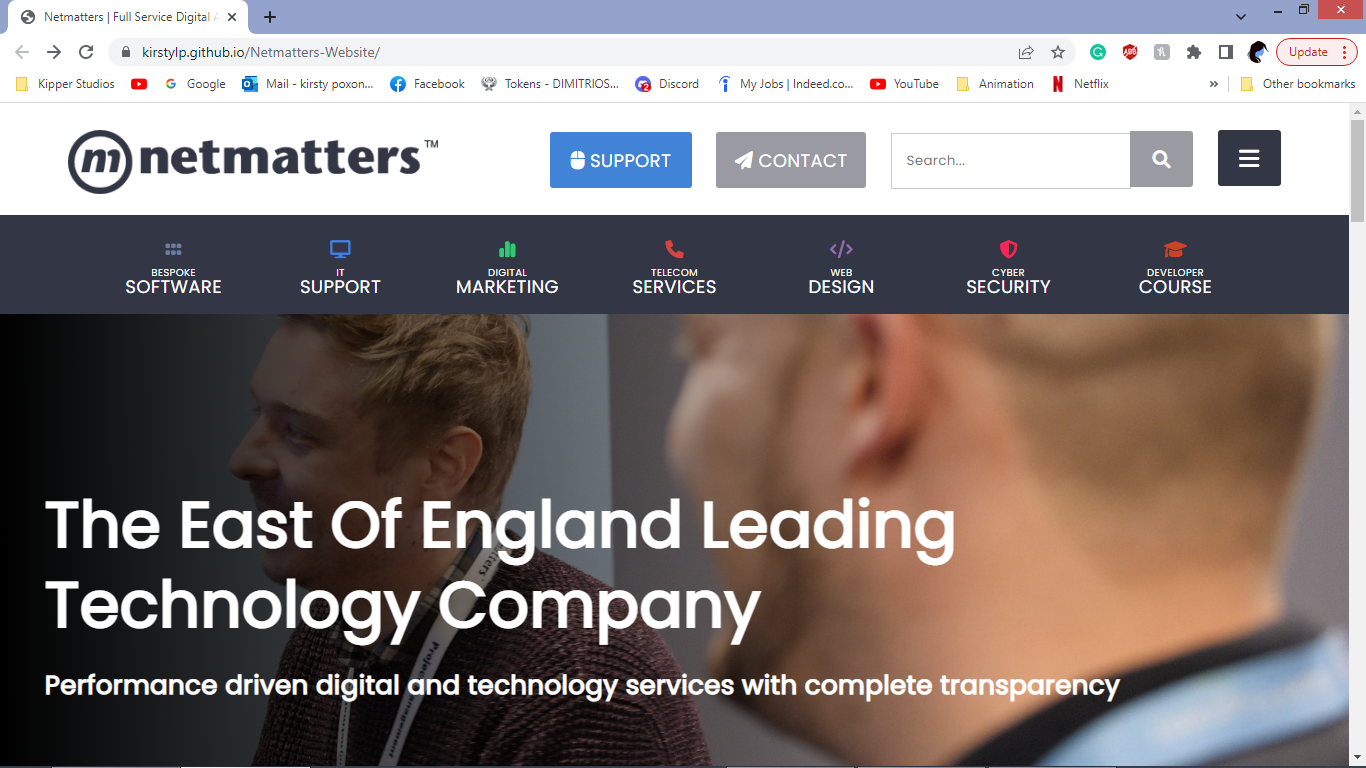 Netmatters | Full Service Digital A
kirstylp.github.io/Netmatters-Website/
Update
Kipper Studios
Google
Mail - kirsty poxon...
Facebook
Tokens - DIMITRIOS...
2
Discord
My Jobs | Indeed.co...
YouTube
Animation
Netflix
»
Other bookmarks
m netmatters™
SUPPORT
CONTACT
Search...
BESPOKE
SOFTWARE
IT
SUPPORT
DIGITAL
MARKETING
TELECOM
SERVICES
WEB
DESIGN
CYBER
SECURITY
DEVELOPER
COURSE
The East Of England Leading
Technology Company
Performance driven digital and technology services with complete transparency